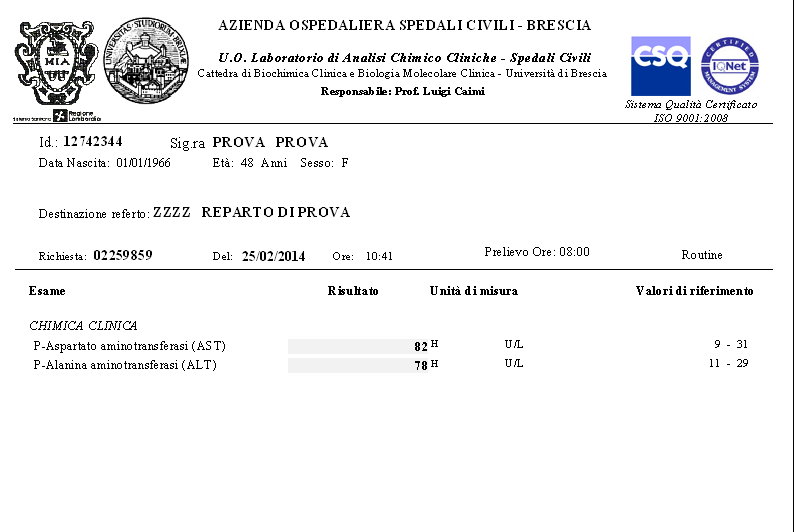 AZIENDA OSPEDALIERA SPEDALI CIVILI - BRESCIA
U.O. Laboratorio di Analisi Chimico Cliniche - Spedali Civili
Cattedra di Biochimica Clinica e Biologia Molecolare Clinica - Università di Brescia
Responsabile: Prof. Luigi Caimi
MIA
CSQ
CERTIFIED
IQNet
MANAGEMENT SYSTEM
Sistema Qualità Certificato
ISO 9001:2008
Regione
Lombardia
Id.: 12742344 Sig.ra PROVA PROVA
Data Nascita: 01/01/1966 Età: 48 Anni Sesso: F
Destinazione referto: ZZZZ REPARTO DI PROVA
Richiesta: 02259859 Del: 25/02/2014 Ore: 10:41 Prelievo Ore: 08:00 Routine
Esame Risultato Unità di misura Valori di riferimento
CHIMICA CLINICA
P-Aspartato aminotransferasi (AST) 82 H U/L 9 - 31
P-Alanina aminotransferasi (ALT) 78 H U/L 11 - 29